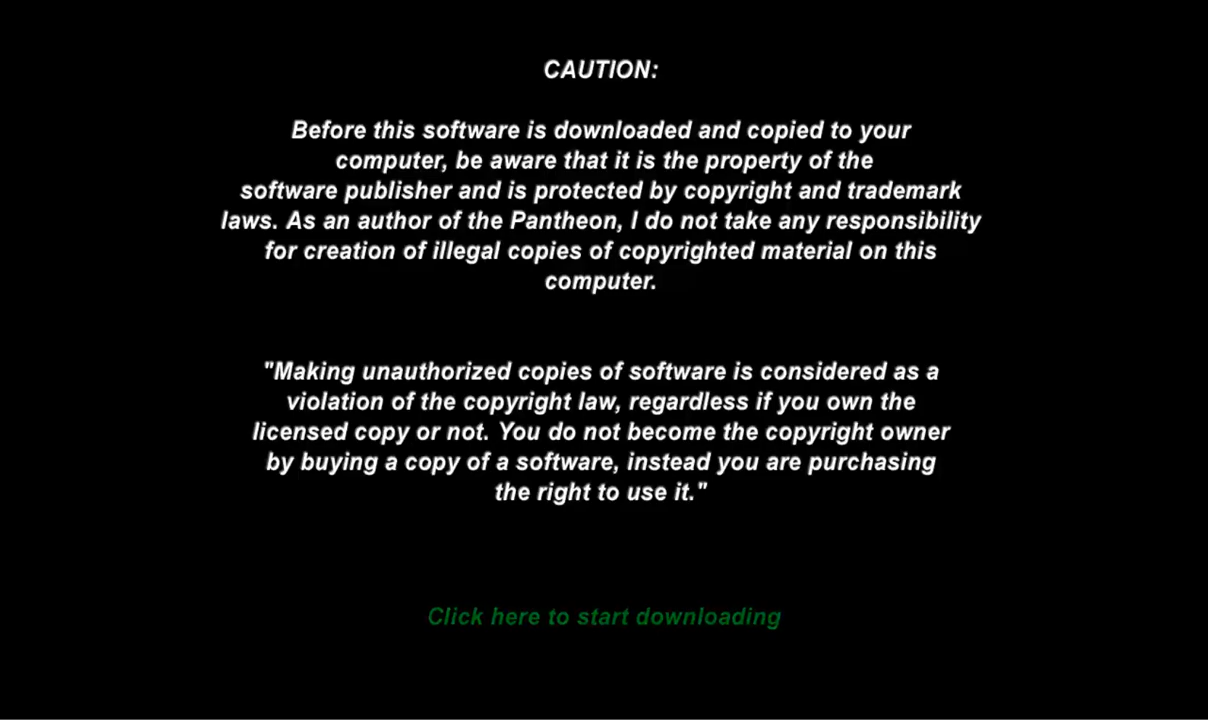 CAUTION:
Before this software is downloaded and copied to your
computer, be aware that it is the property of the
software publisher and is protected by copyright and trademark
laws. As an author of the Pantheon, I do not take any responsibility
for creation of illegal copies of copyrighted material on this
computer.
"Making unauthorized copies of software is considered as a
violation of the copyright law, regardless if you own the
licensed copy or not. You do not become the copyright owner
by buying a copy of a software, instead you are purchasing
the right to use it."
Click here to start downloading